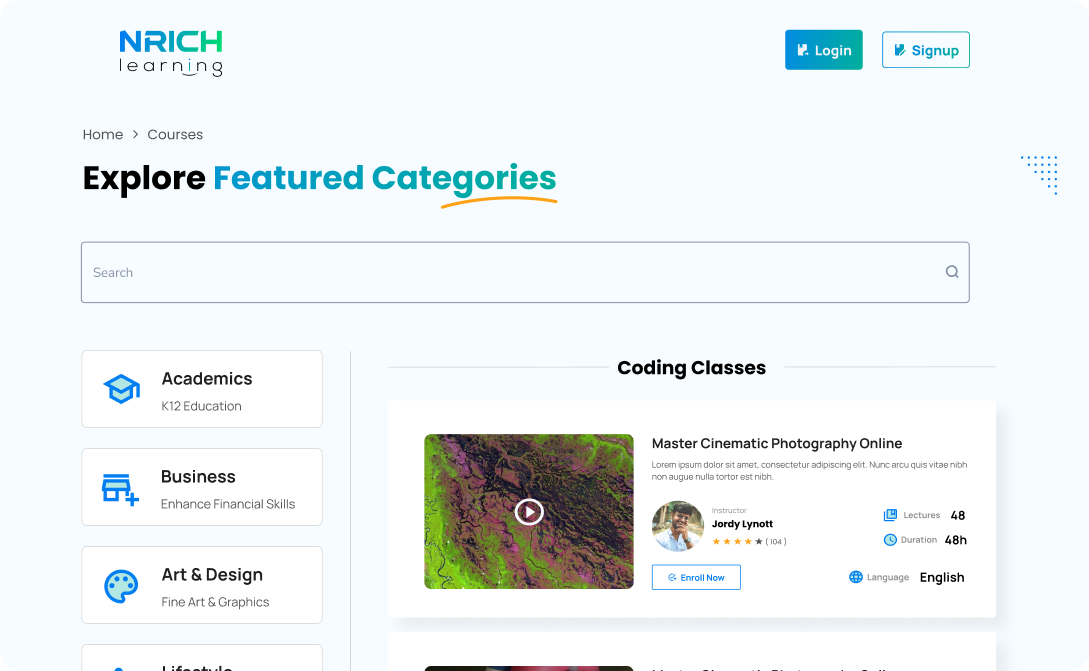 NRICH
learning
Login
Signup
Home > Courses
Explore Featured Categories
Search
Academics
K12 Education
Business
Enhance Financial Skills
Art & Design
Fine Art & Graphics
Lifestyle
Coding Classes
Master Cinematic Photography Online
Lorem ipsum dolor sit amet, consectetur adipiscing elit. Nunc arcu quis vitae nibh
non augue nulla tortor est nibh.
Instructor
Jordy Lynott
( 104 )
Enroll Now
Lectures 48
Duration 48h
Language English